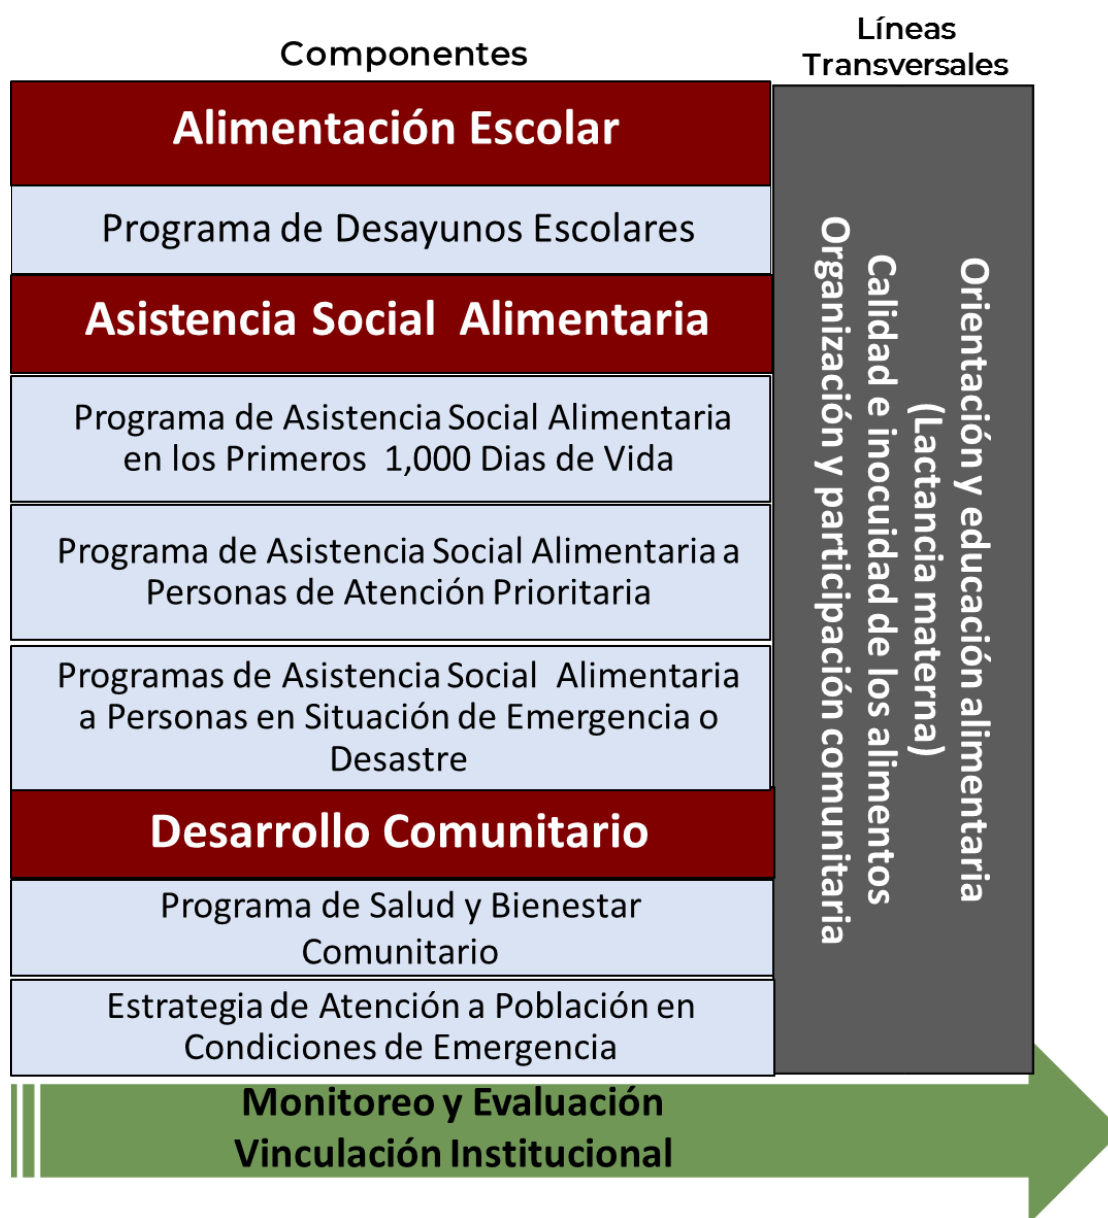 Componentes
Líneas
Transversales
Alimentación Escolar
Programa de Desayunos Escolares
Asistencia Social Alimentaria
Programa de Asistencia Social Alimentaria
en los Primeros 1,000 Dias de Vida
Programa de Asistencia Social Alimentaria a
Personas de Atención Prioritaria
Programas de Asistencia Social Alimentaria
a Personas en Situación de Emergencia o
Desastre
Desarrollo Comunitario
Programa de Salud y Bienestar
Comunitario
Estrategia de Atención a Población en
Condiciones de Emergencia
Orientación y educación alimentaria
(Lactancia materna)
Calidad e inocuidad de los alimentos
Organización y participación comunitaria
Monitoreo y Evaluación
Vinculación Institucional